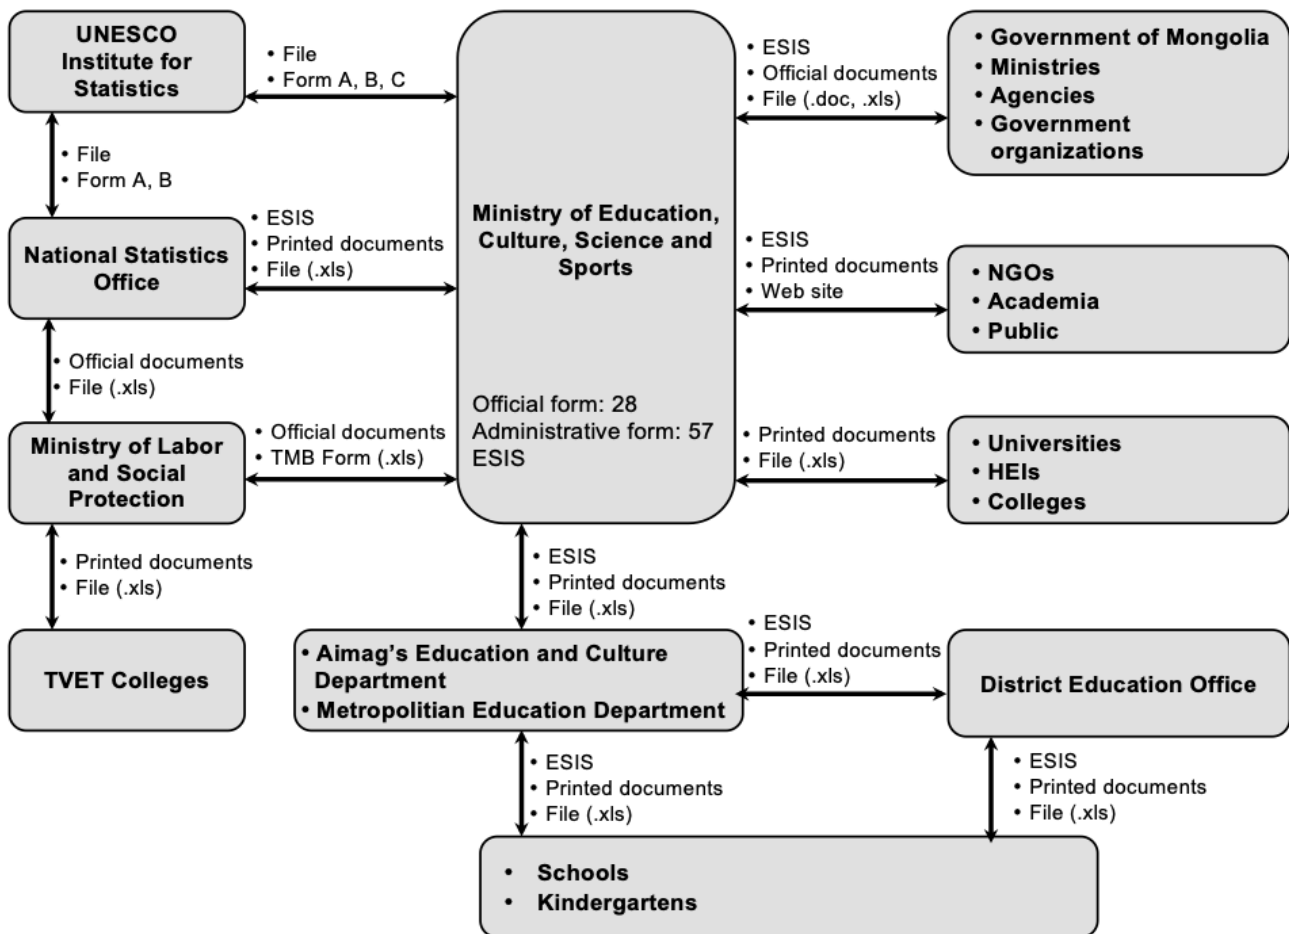 UNESCO
Institute for
Statistics
• File
• Form A, B, C
• ESIS
• Official documents
• File (.doc, .xls)
• Government of Mongolia
• Ministries
• Agencies
• Government
organizations
• File
• Form A, B
National Statistics
Office
• ESIS
• Printed documents
• File (.xls)
Ministry of Education,
Culture, Science and
Sports
• ESIS
• Printed documents
• Web site
• NGOs
• Academia
• Public
• Official documents
• File (.xls)
Ministry of Labor
and Social
Protection
• Official documents
• TMB Form (.xls)
Official form: 28
Administrative form: 57
ESIS
• Printed documents
• File (.xls)
• Universities
• HEIs
• Colleges
• Printed documents
• File (.xls)
TVET Colleges
• ESIS
• Printed documents
• File (.xls)
• Aimag's Education and Culture
Department
• Metropolitian Education Department
• ESIS
• Printed documents
• File (.xls)
District Education Office
• ESIS
• Printed documents
• File (.xls)
• ESIS
• Printed documents
• File (.xls)
• Schools
• Kindergartens